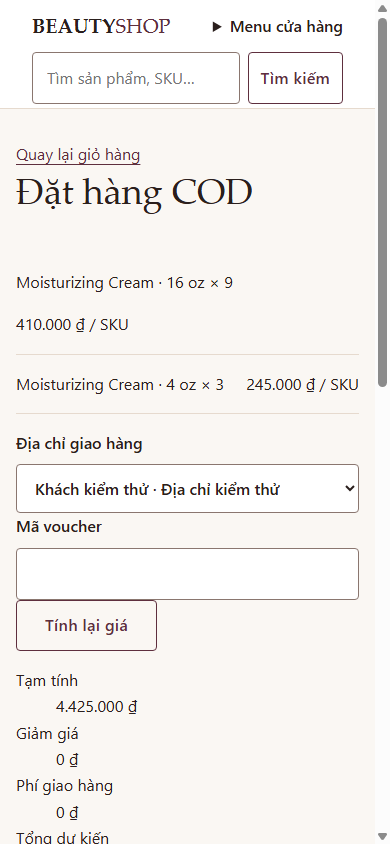 BEAUTYSHOP
▶ Menu cửa hàng
Tìm sản phẩm, SKU...
Tìm kiếm
Quay lại giỏ hàng
Đặt hàng COD
Moisturizing Cream · 16 oz × 9
410.000 ₫ / SKU
Moisturizing Cream · 4 oz × 3 245.000 ₫ / SKU
Địa chỉ giao hàng
Khách kiểm thử · Địa chỉ kiểm thử
Mã voucher
Tính lại giá
Tạm tính
4.425.000 ₫
Giảm giá
0 ₫
Phí giao hàng
0 ₫
Tổng dự kiến